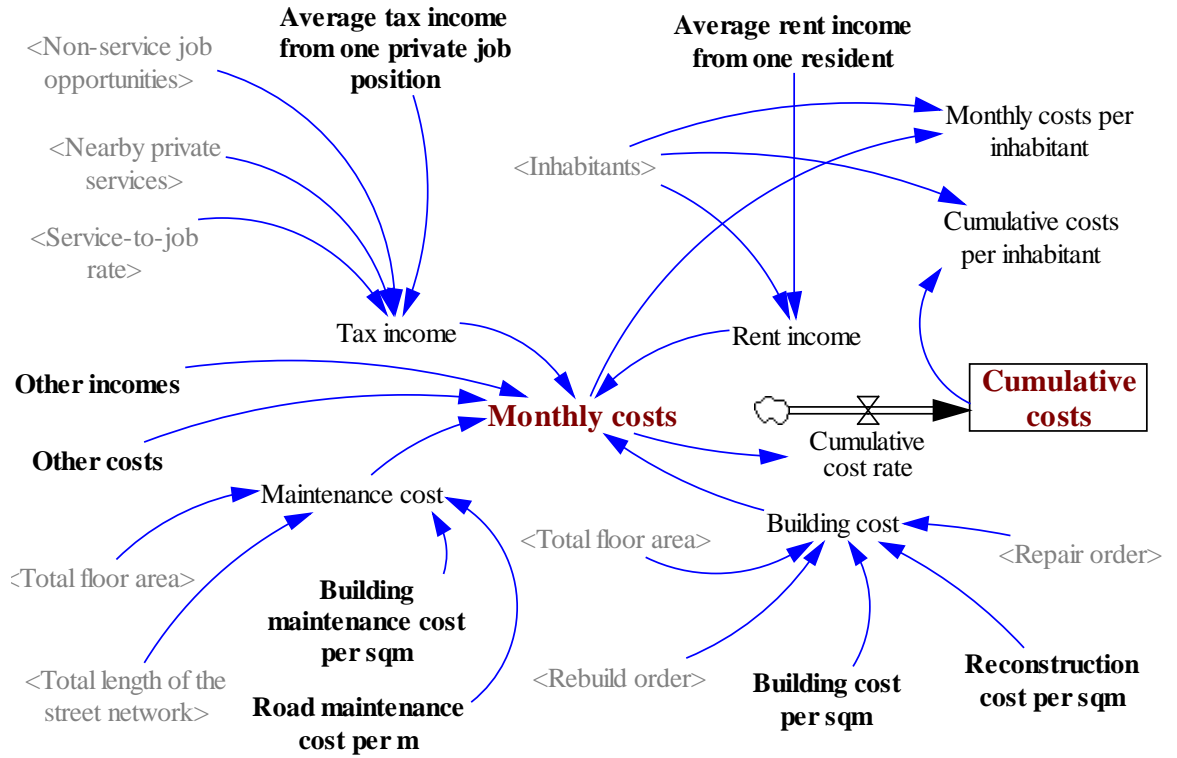 Average tax income
from one private job
position
Average rent income
from one resident
<Non-service job
opportunities>
Monthly costs per
inhabitant
<Nearby private
services>
<Inhabitants>
<Service-to-job
rate>
Cumulative costs
per inhabitant
Tax income
Rent income
Other incomes
Monthly costs
Cumulative
costs
Cumulative
cost rate
Other costs
Maintenance cost
Building cost
<Total floor area>
<Repair order>
<Total floor area>
Building
maintenance cost
per sqm
<Total length of the
street network>
<Rebuild order>
Building cost
per sqm
Reconstruction
cost per sqm
Road maintenance
cost per m